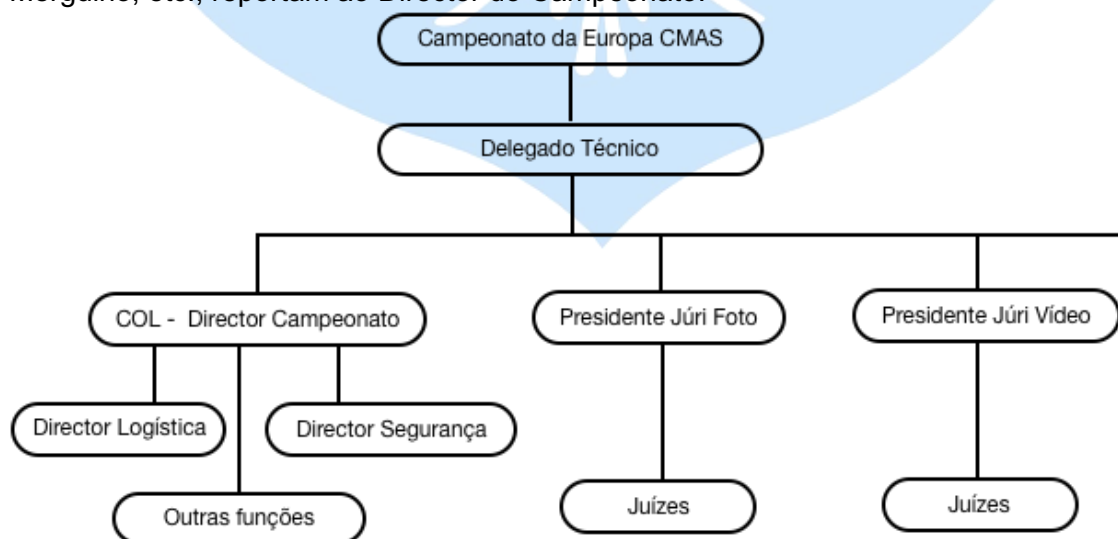 Mergulho, etc., reportam ao Director do Campeonato.
Campeonato da Europa CMAS
Delegado Técnico
COL - Director Campeonato
Presidente Júri Foto
Presidente Júri Vídeo
Director Logística
Director Segurança
Outras funções
Juízes
Juízes